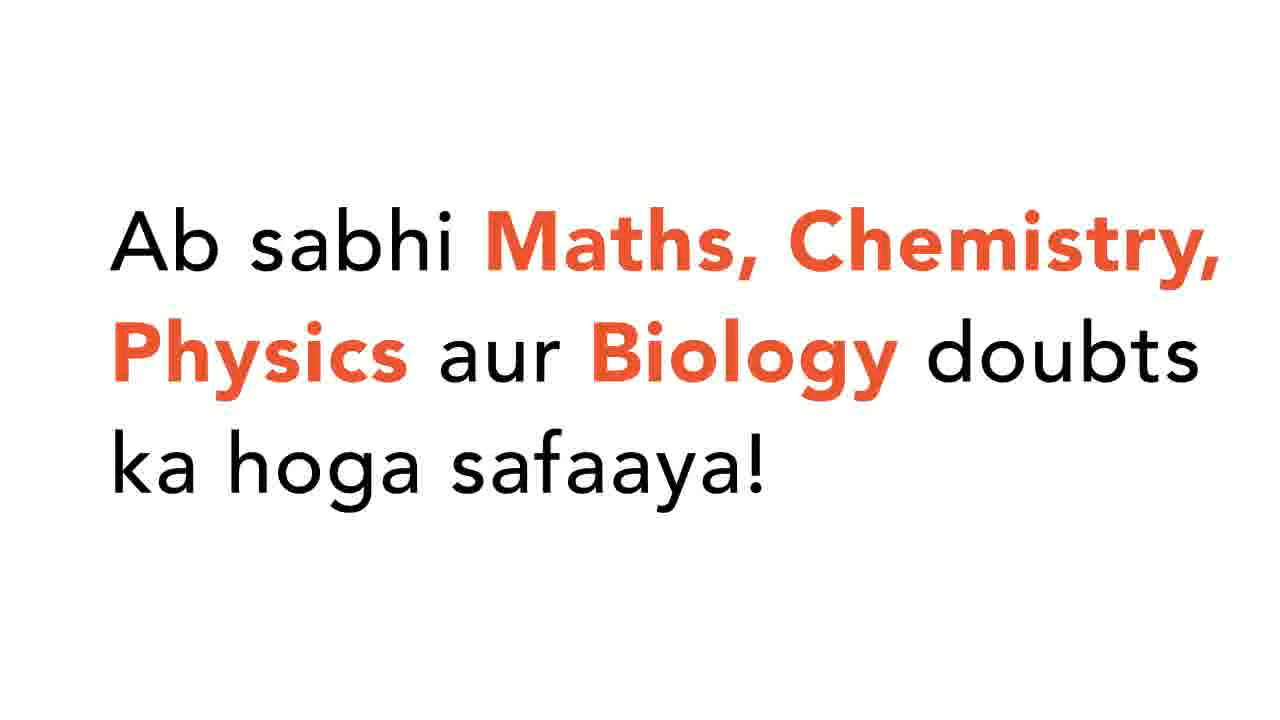 Ab sabhi Maths, Chemistry,
Physics aur Biology doubts
ka hoga safaaya!